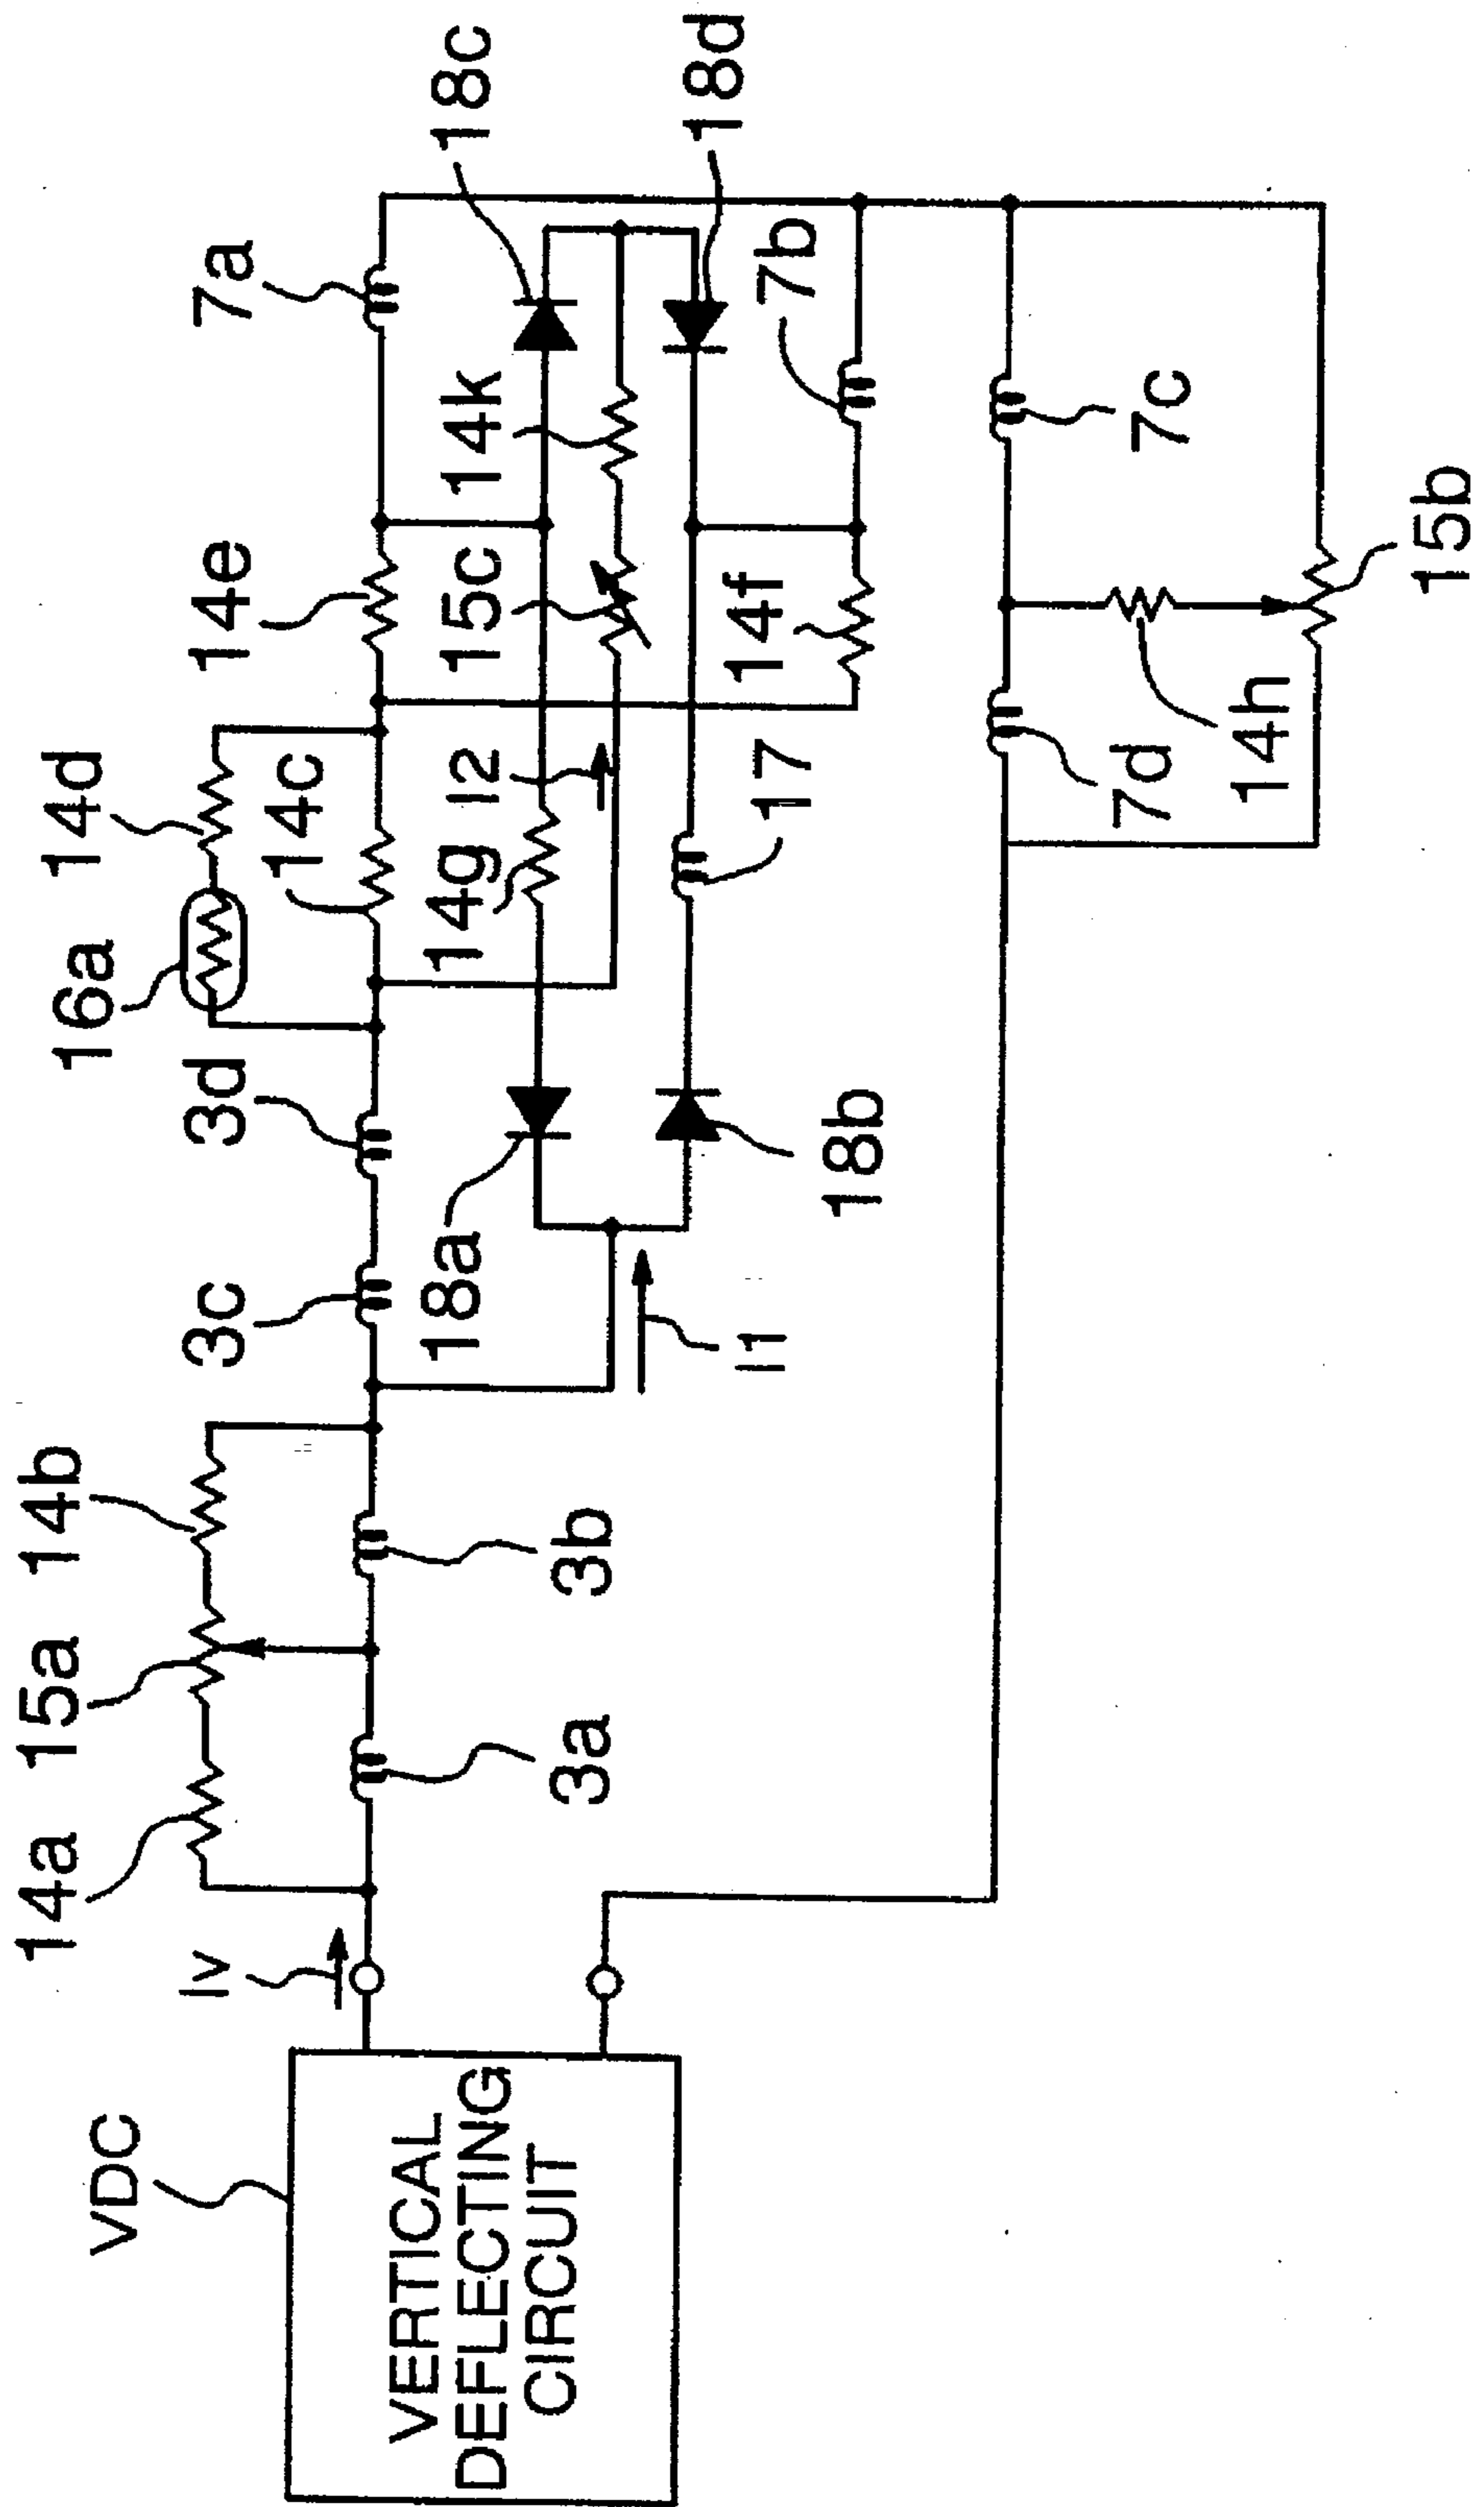 VDC
VERTICAL
DEFLECTING
CIRCUIT
Iv
14a
15a
14b
3a
3b
3c
3d
16a
14d
14c
14e
7a
18a
14g
I2
15c
14k
18c
I1
18b
17
14f
7b
18d
7d
14h
7c
15b